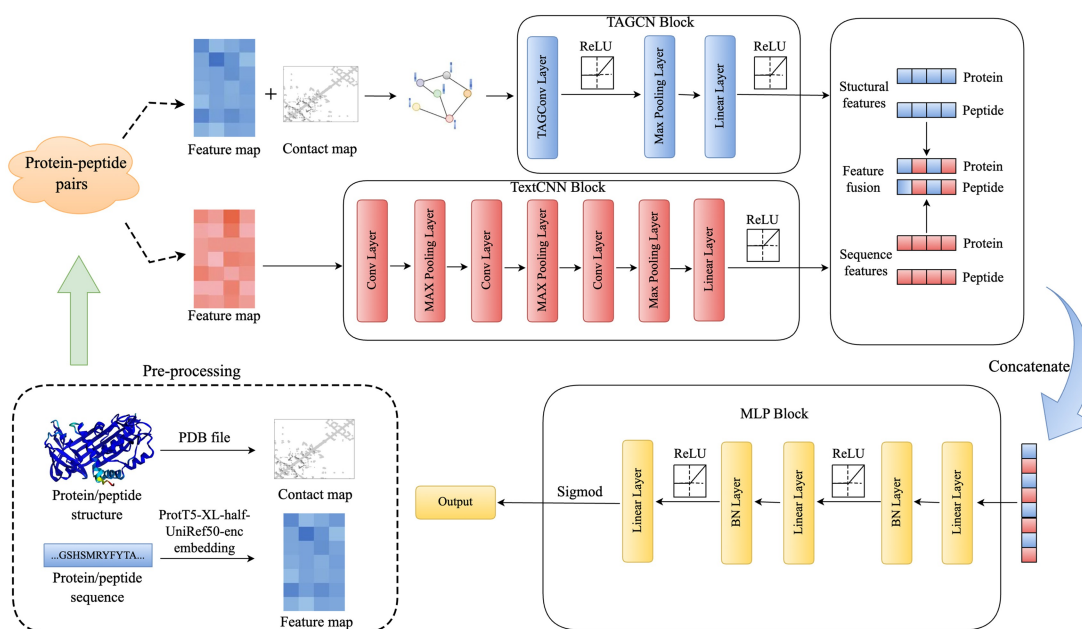 TAGCN Block
TAGConv Layer
ReLU
Max Pooling Layer
Linear Layer
ReLU
Feature map
+
Contact map
Protein-peptide
pairs
Stuctural
features
Protein
Peptide
Feature
fusion
Protein
Peptide
Sequence
features
Protein
Peptide
TextCNN Block
Conv Layer
MAX Pooling Layer
Conv Layer
MAX Pooling Layer
Conv Layer
Max Pooling Layer
Linear Layer
ReLU
Feature map
Concatenate
Pre-processing
PDB file
Protein/peptide
structure
Contact map
ProtT5-XL-half-
UniRef50-enc
embedding
...GSHSMRYFYTA...
Protein/peptide
sequence
Feature map
MLP Block
Output
Sigmod
Linear Layer
ReLU
BN Layer
Linear Layer
ReLU
BN Layer
Linear Layer